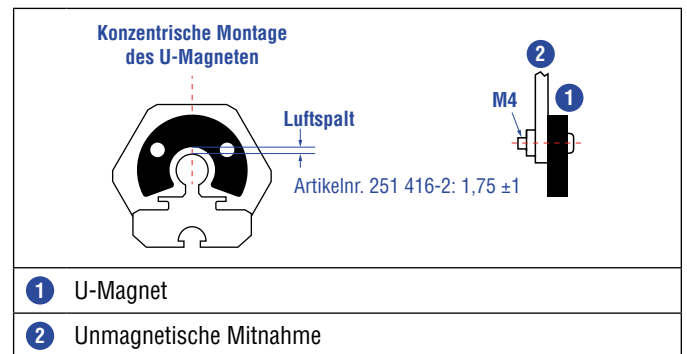 Konzentrische Montage
des U-Magneten
Luftspalt
Artikelnr. 251 416-2: 1,75 ±1
2
1
M4
1 U-Magnet
2 Unmagnetische Mitnahme